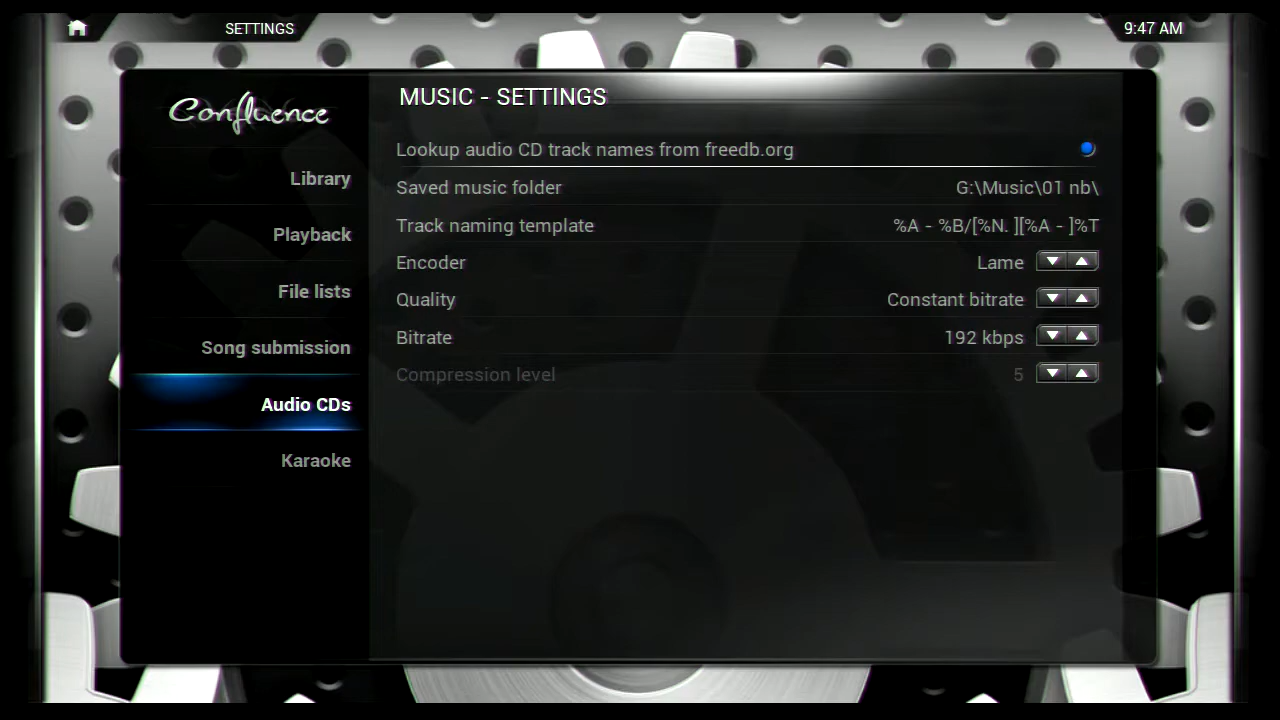 SETTINGS
9:47 AM
Confluence
MUSIC - SETTINGS
Library
Playback
File lists
Song submission
Audio CDs
Karaoke
Lookup audio CD track names from freedb.org
Saved music folder G:\Music\01 nb\
Track naming template %A - %B/[%N. ][%A - ]%T
Encoder Lame
Quality Constant bitrate
Bitrate 192 kbps
Compression level 5